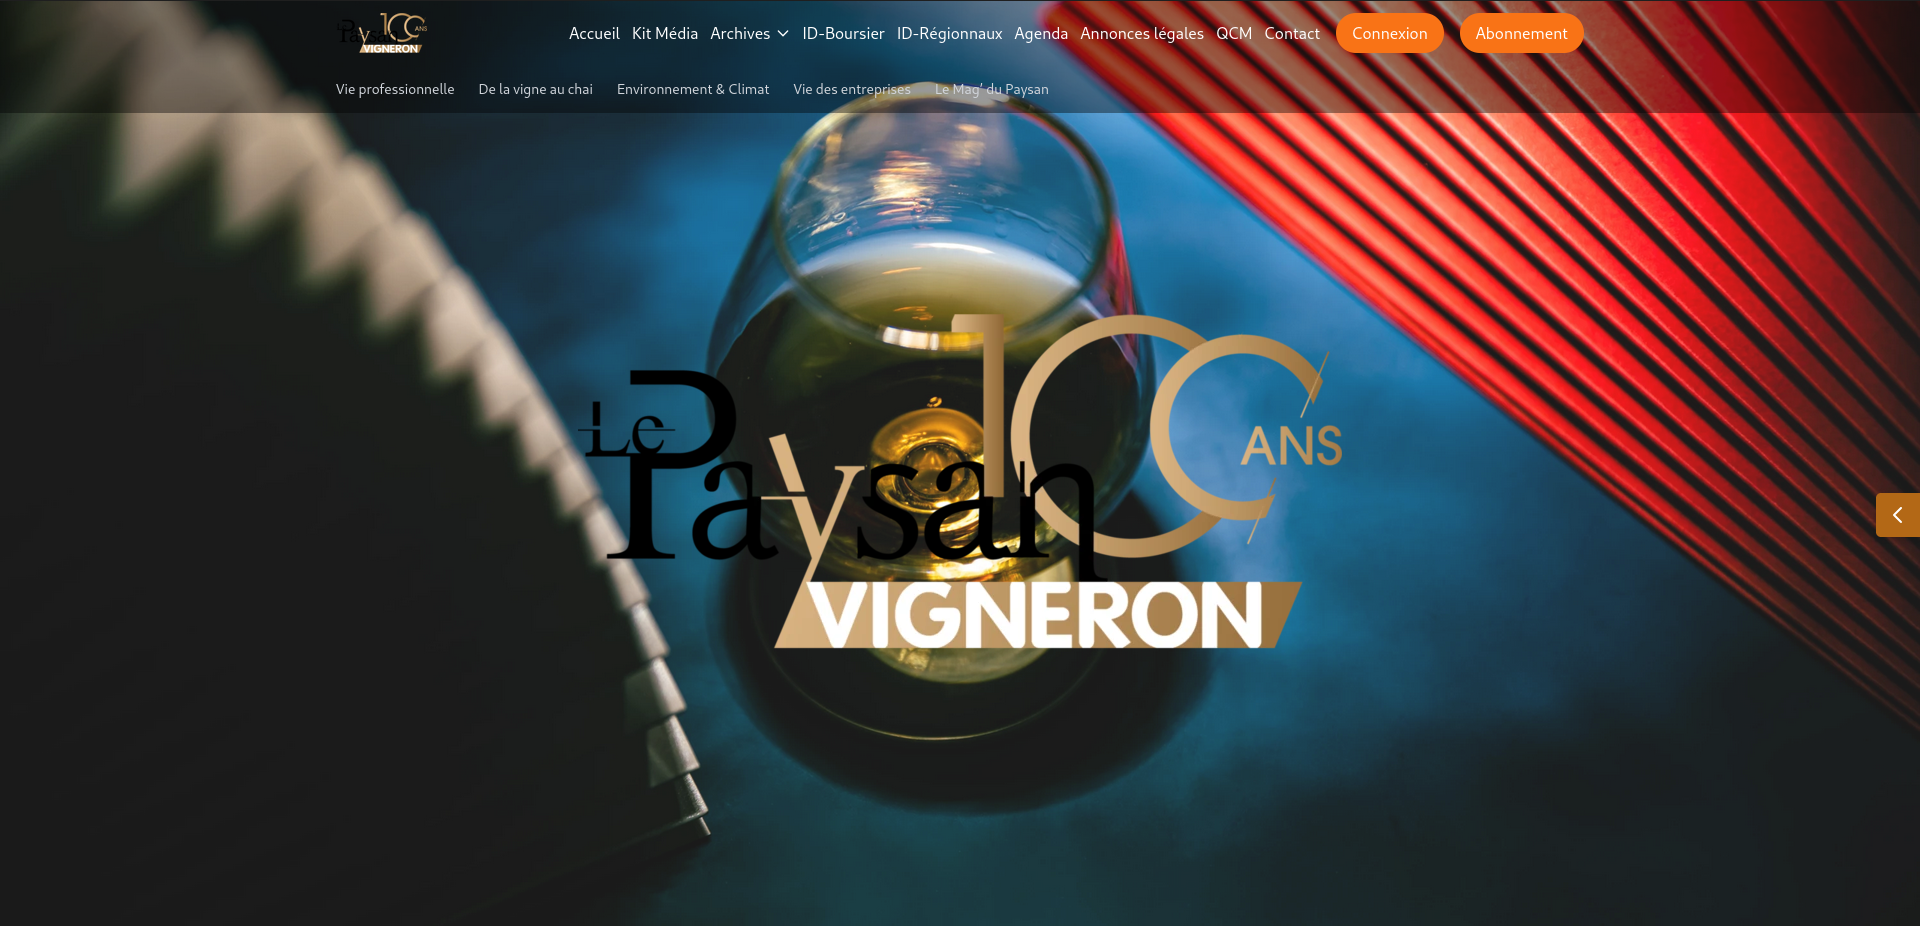 Le Paysan 100 ANS
VIGNERON
Accueil Kit Média Archives ID-Boursier ID-Régionnaux Agenda Annonces légales QCM Contact Connexion Abonnement
Vie professionnelle De la vigne au chai Environnement & Climat Vie des entreprises Le Mag' du Paysan
Le Paysan 100 ANS
VIGNERON